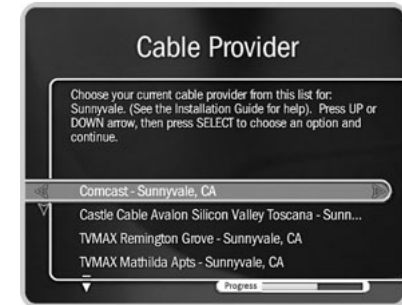 Cable Provider
Choose your current cable provider from this list for:
Sunnyvale. (See the Installation Guide for help). Press UP or
DOWN arrow, then press SELECT to choose an option and
continue.
Comcast - Sunnyvale, CA
Castle Cable Avalon Silicon Valley Toscana - Sunn...
TVMAX Remington Grove - Sunnyvale, CA
TVMAX Mathilda Apts - Sunnyvale, CA
Progress